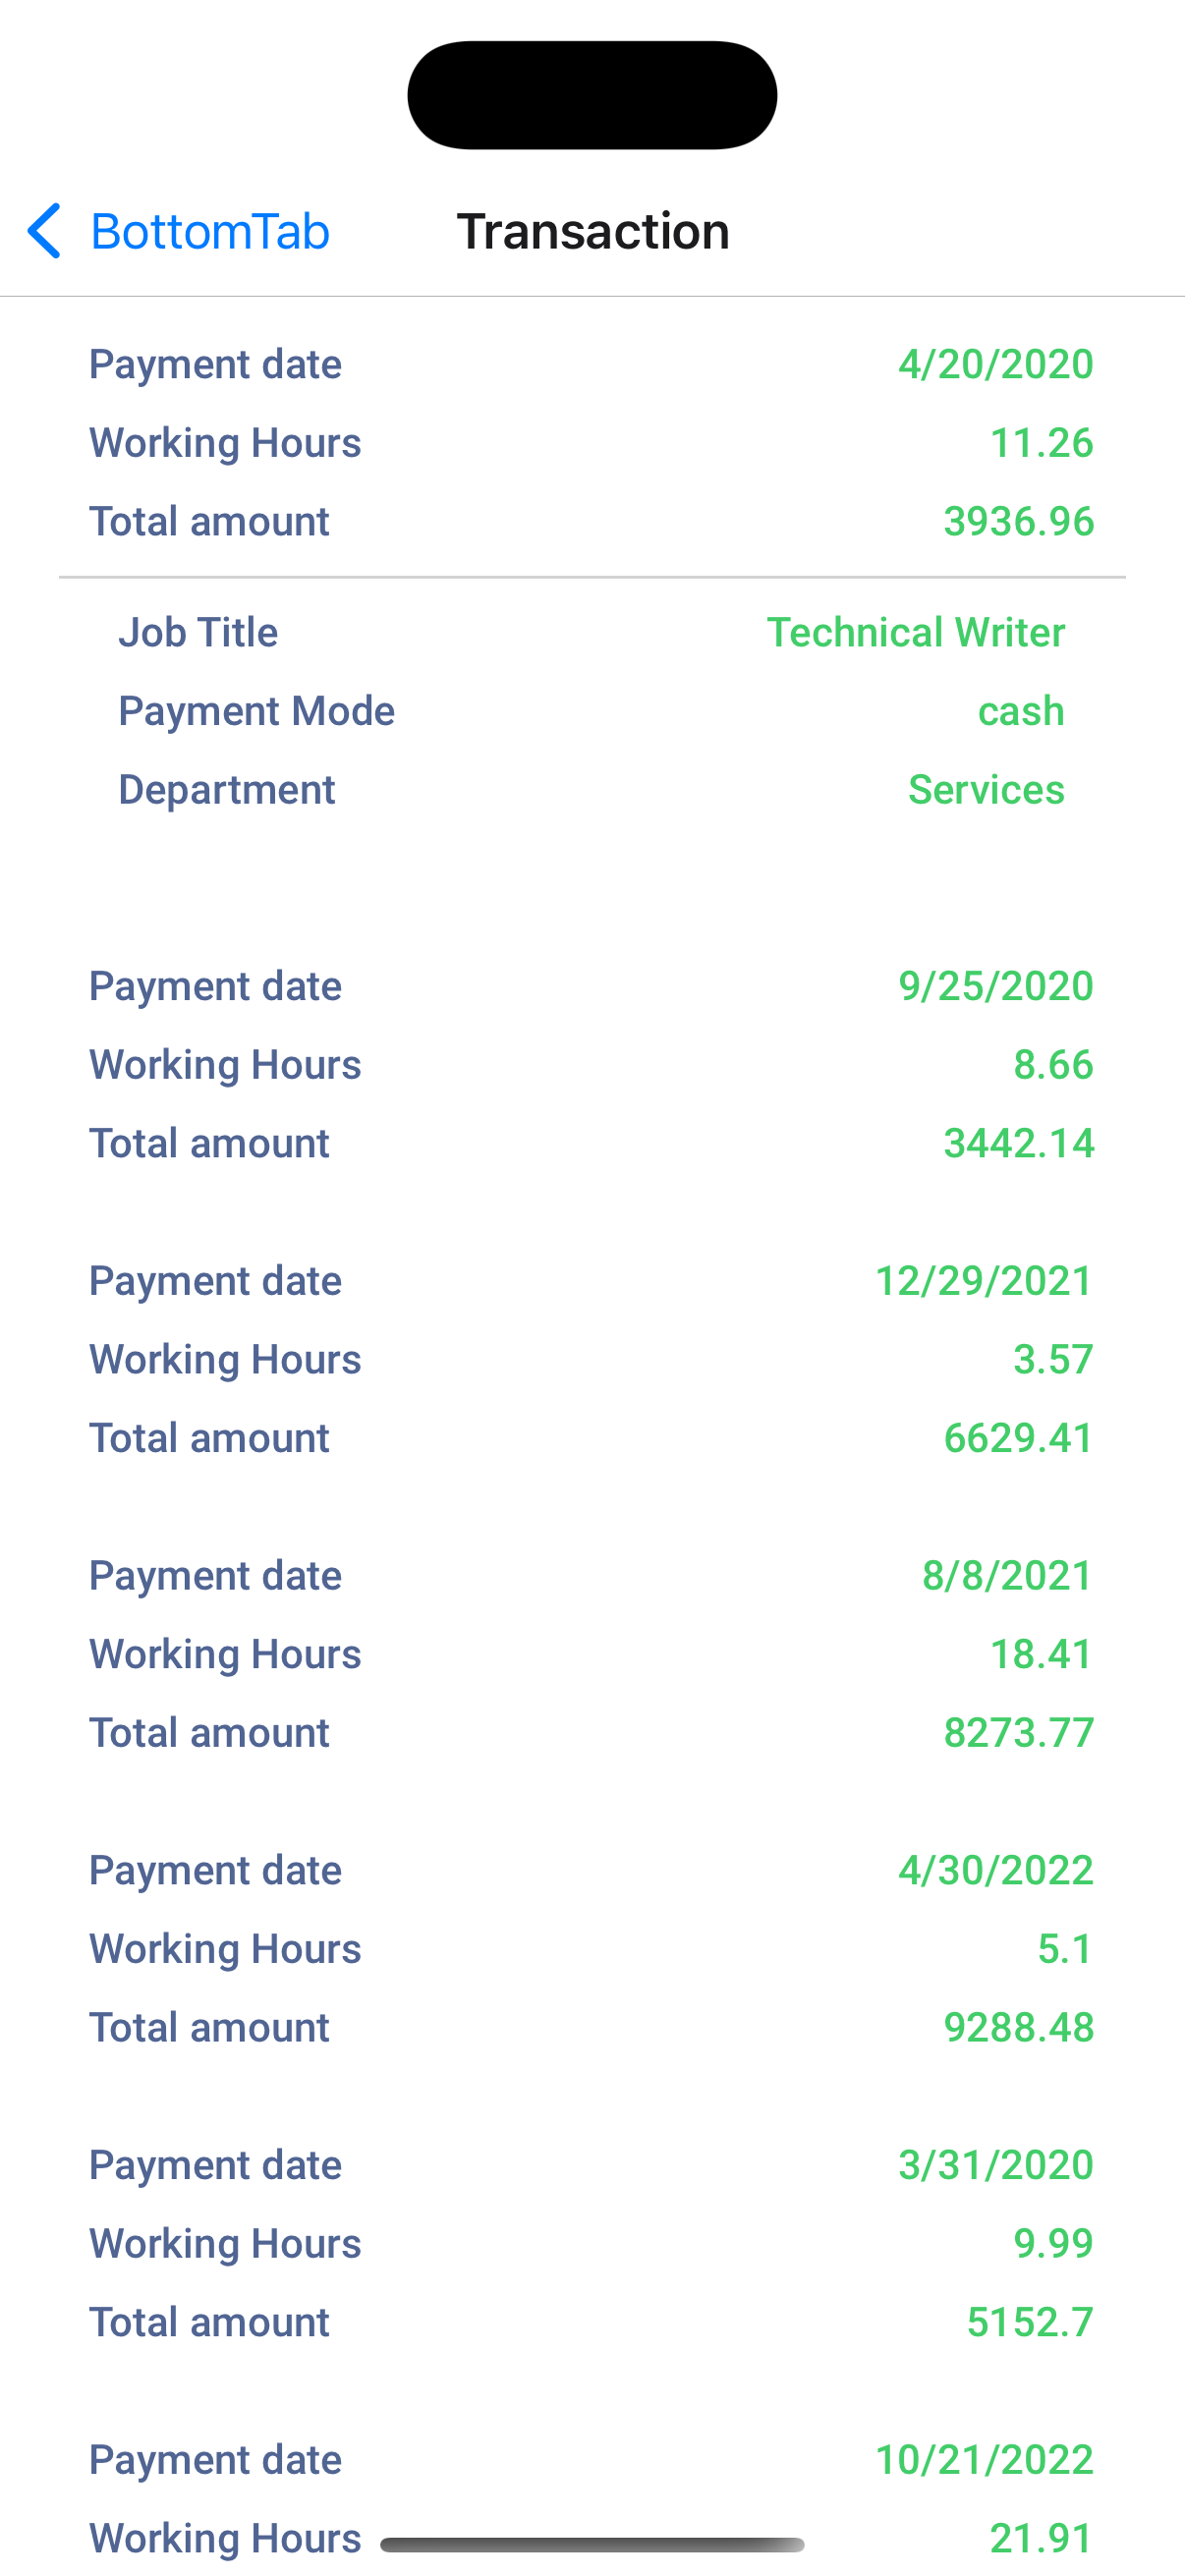 BottomTab Transaction
Payment date 4/20/2020
Working Hours 11.26
Total amount 3936.96
Job Title Technical Writer
Payment Mode cash
Department Services
Payment date 9/25/2020
Working Hours 8.66
Total amount 3442.14
Payment date 12/29/2021
Working Hours 3.57
Total amount 6629.41
Payment date 8/8/2021
Working Hours 18.41
Total amount 8273.77
Payment date 4/30/2022
Working Hours 5.1
Total amount 9288.48
Payment date 3/31/2020
Working Hours 9.99
Total amount 5152.7
Payment date 10/21/2022
Working Hours 21.91